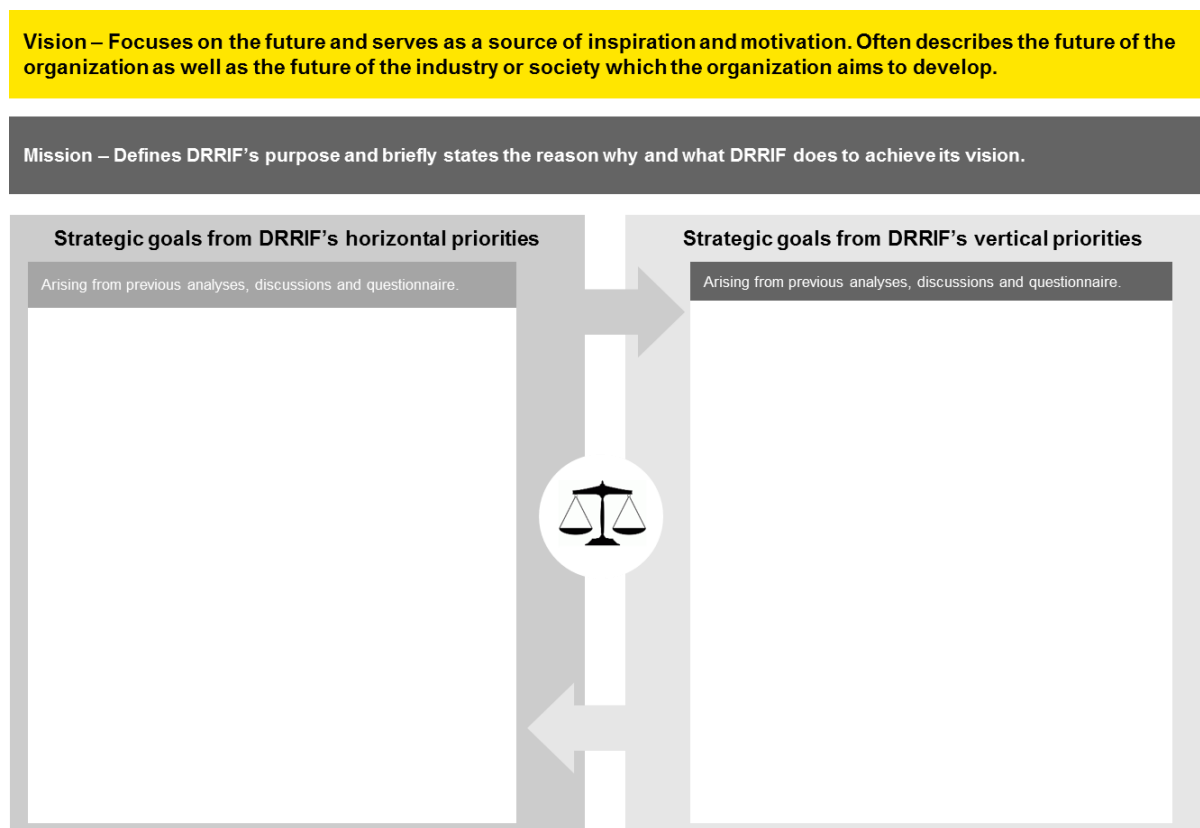 Vision – Focuses on the future and serves as a source of inspiration and motivation. Often describes the future of the
organization as well as the future of the industry or society which the organization aims to develop.
Mission – Defines DRRIF’s purpose and briefly states the reason why and what DRRIF does to achieve its vision.
Strategic goals from DRRIF’s horizontal priorities
Arising from previous analyses, discussions and questionnaire.
Strategic goals from DRRIF’s vertical priorities
Arising from previous analyses, discussions and questionnaire.